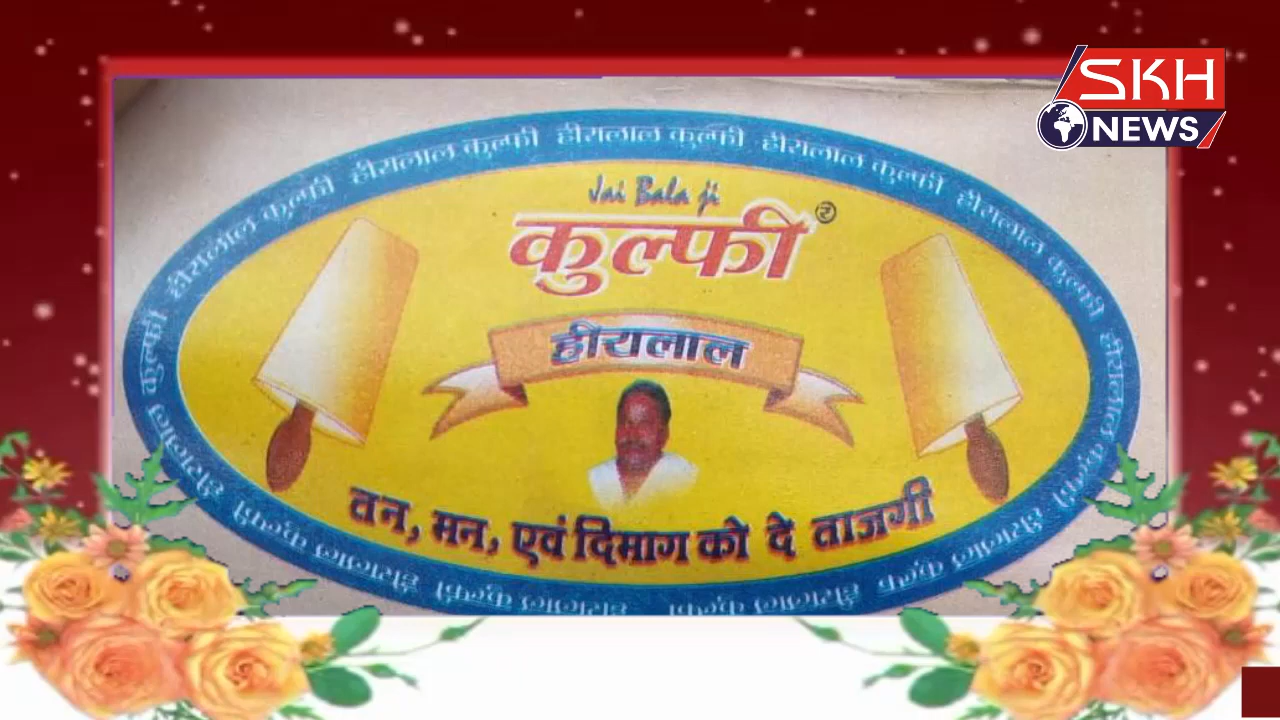 SKH
NEWS
हीरालाल कुल्फी हीरालाल कुल्फी हीरालाल कुल्फी हीरालाल कुल्फी हीरालाल कुल्फी हीरालाल कुल्फी
Jai Bala ji
कुल्फी
हीरालाल
तन, मन, एवं दिमाग को दे ताजगी
हीरालाल कुल्फी हीरालाल कुल्फी हीरालाल कुल्फी